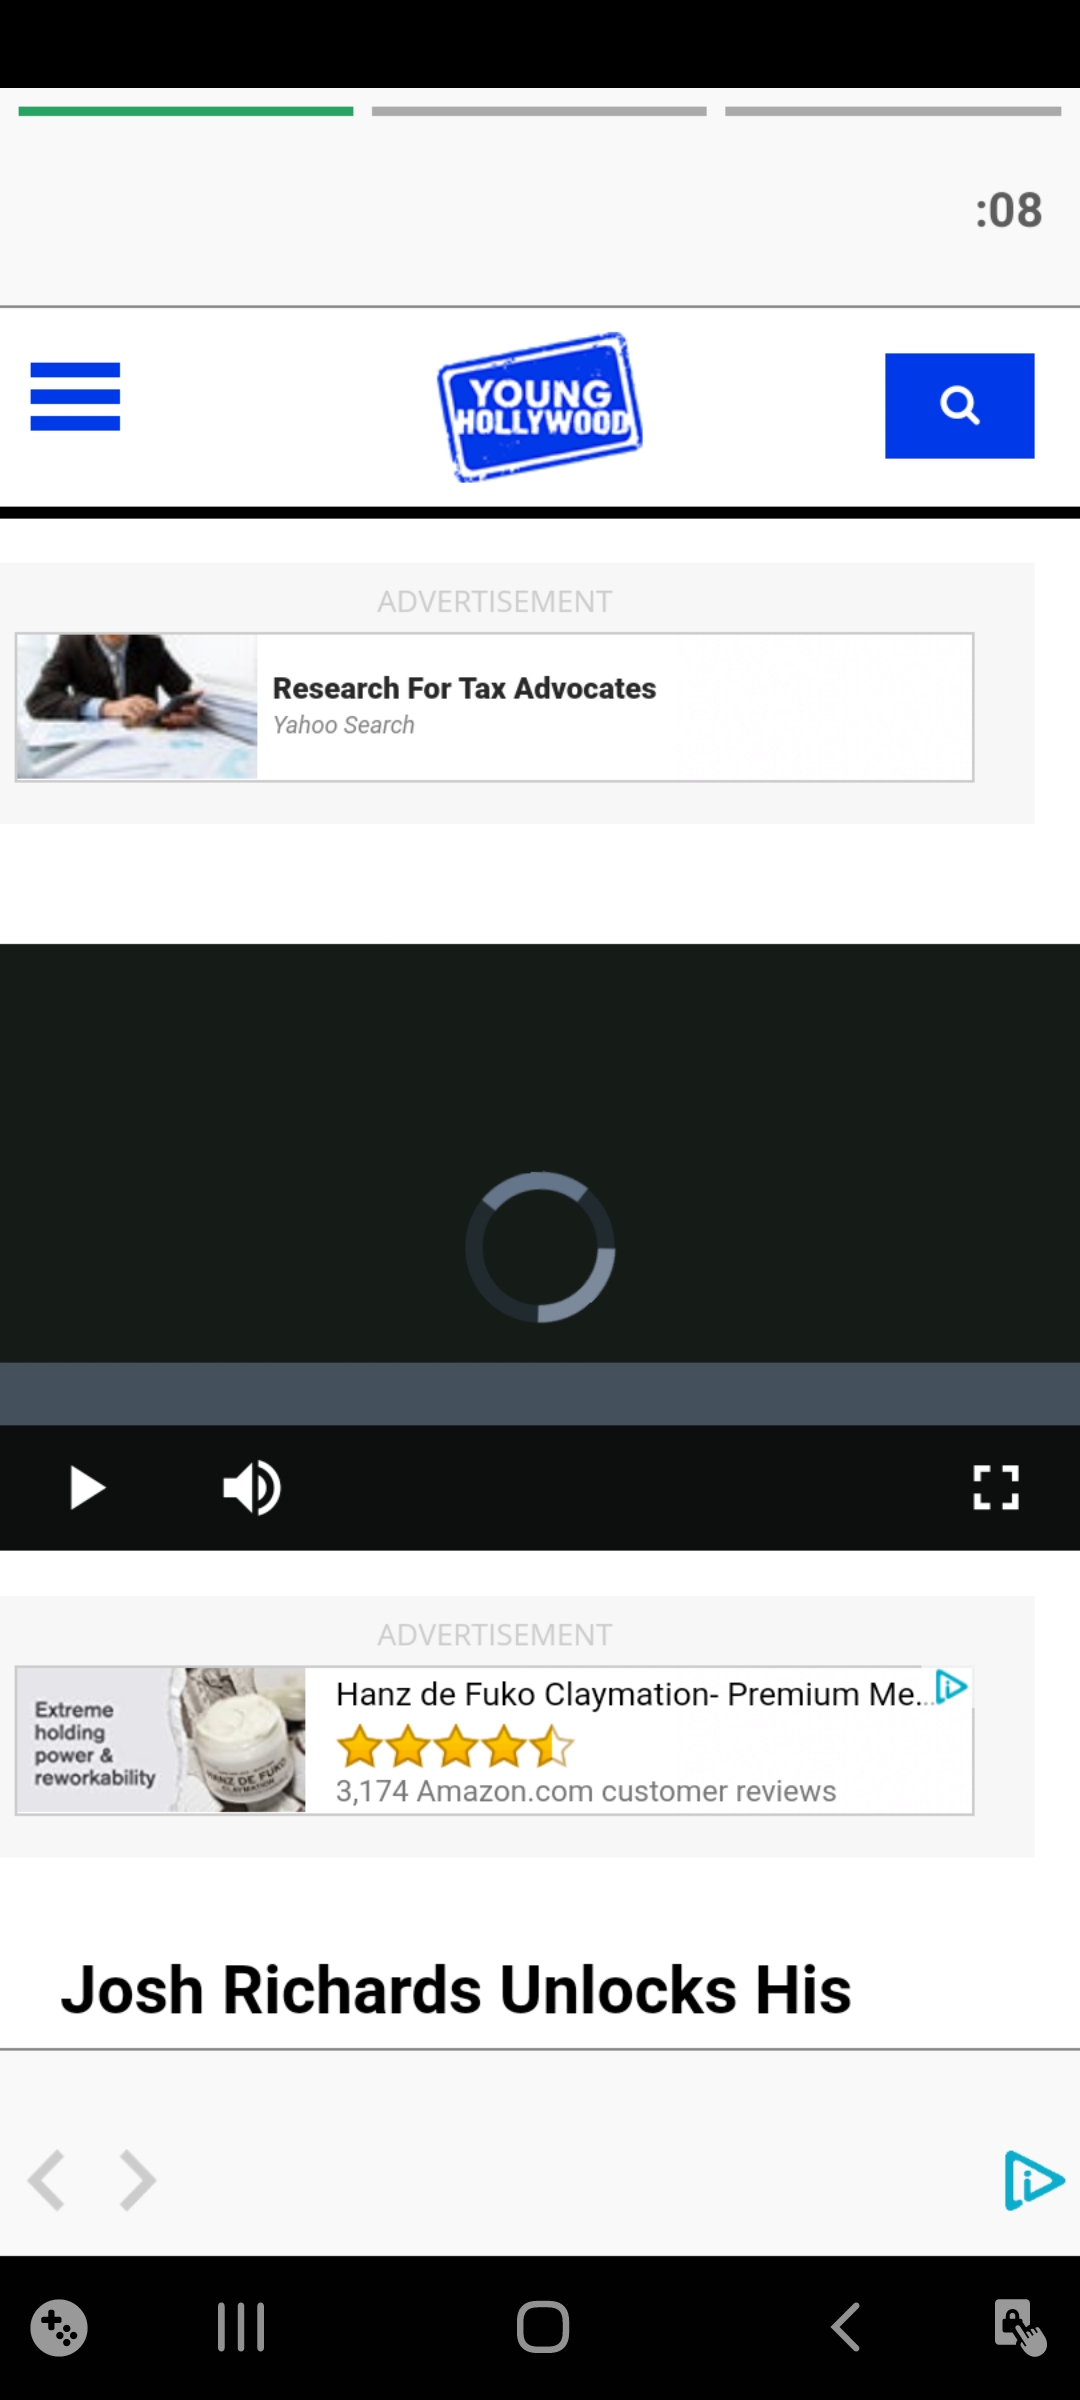 :08
YOUNG
HOLLYWOOD
ADVERTISEMENT
Research For Tax Advocates
Yahoo Search
ADVERTISEMENT
Extreme
holding
power &
reworkability
HANZ DE FUKO
CLAYMATION
Hanz de Fuko Claymation- Premium Me...
3,174 Amazon.com customer reviews
Josh Richards Unlocks His